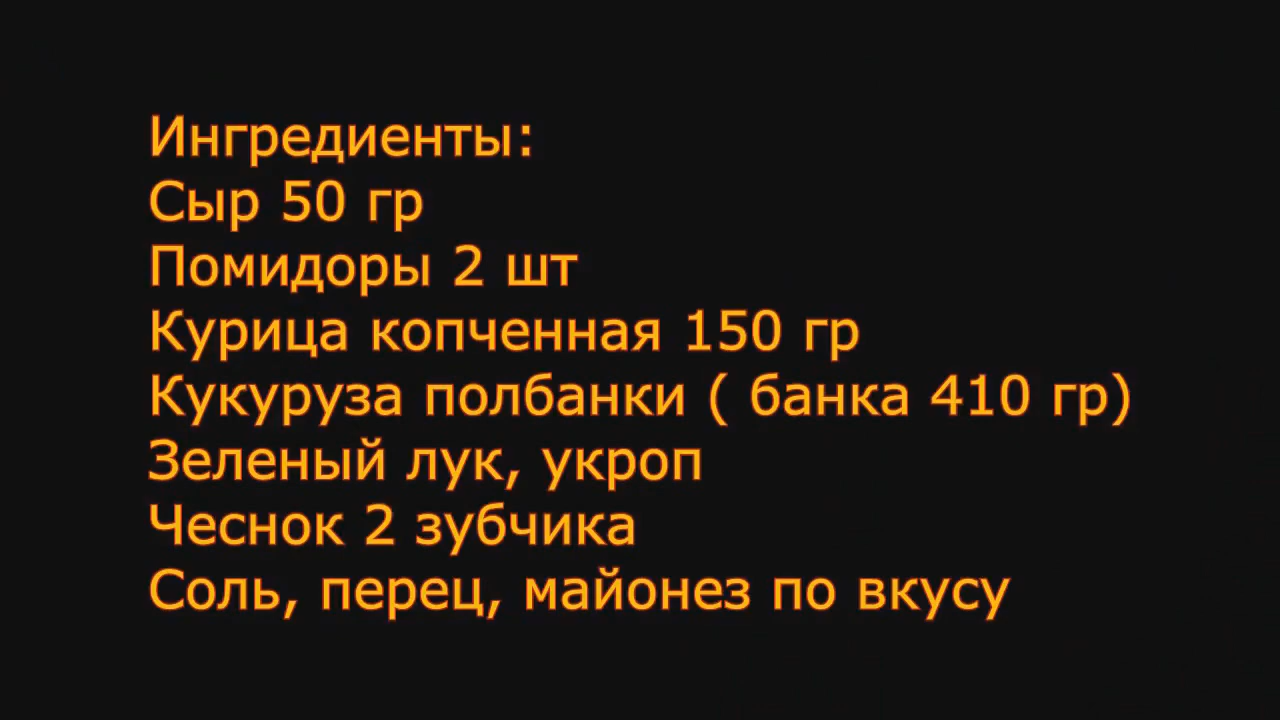 Ингредиенты:
Сыр 50 гр
Помидоры 2 шт
Курица копченная 150 гр
Кукуруза полбанки ( банка 410 гр)
Зеленый лук, укроп
Чеснок 2 зубчика
Соль, перец, майонез по вкусу